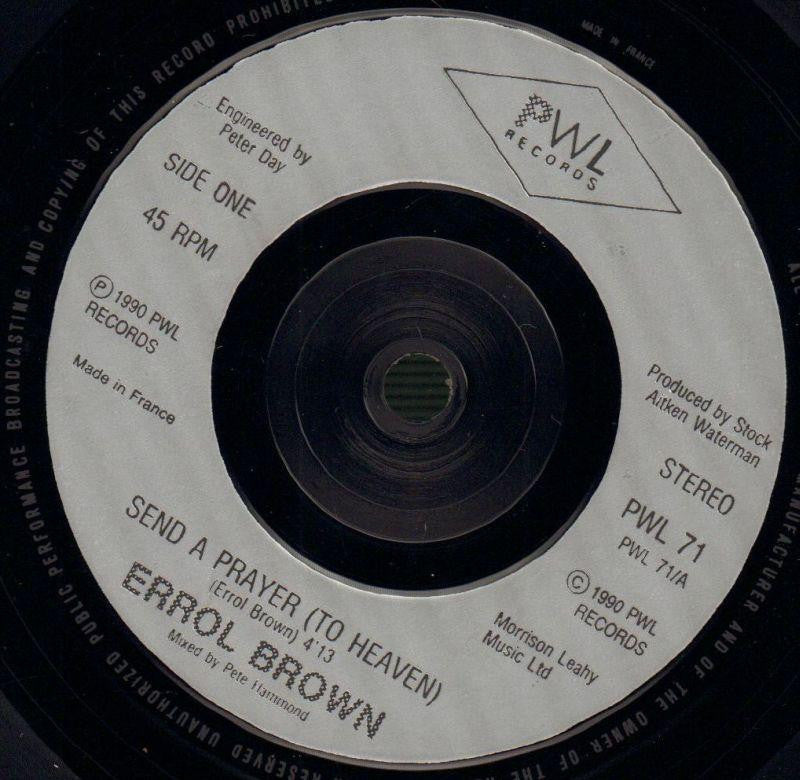 PWL
RECORDS
Engineered by
Peter Day
SIDE ONE
45 RPM
Ⓟ 1990 PWL
RECORDS
Made in France
Produced by Stock
Aitken Waterman
STEREO
PWL 71
PWL 71/A
© 1990 PWL
RECORDS
Morrison Leahy
Music Ltd
SEND A PRAYER (TO HEAVEN)
(Errol Brown) 4'13
ERROL BROWN
Mixed by Pete Hammond
MANUFACTURER AND OF THE OWNER OF THE
RESERVED UNAUTHORIZED PUBLIC PERFORMANCE BROADCASTING AND COPYING OF THIS RECORD PROHIBITED
MADE IN FRANCE